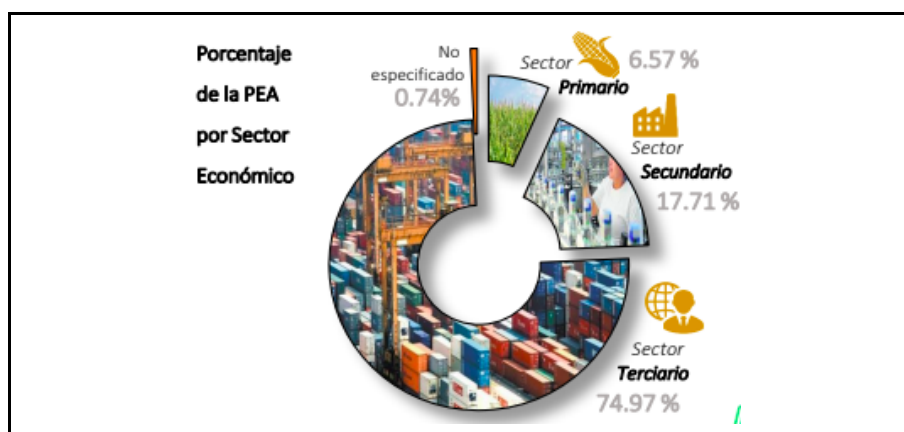 Porcentaje
de la PEA
por Sector
Económico
No
especificado
0.74%
Sector
Primario
6.57 %
Sector
Secundario
17.71 %
Sector
Terciario
74.97 %